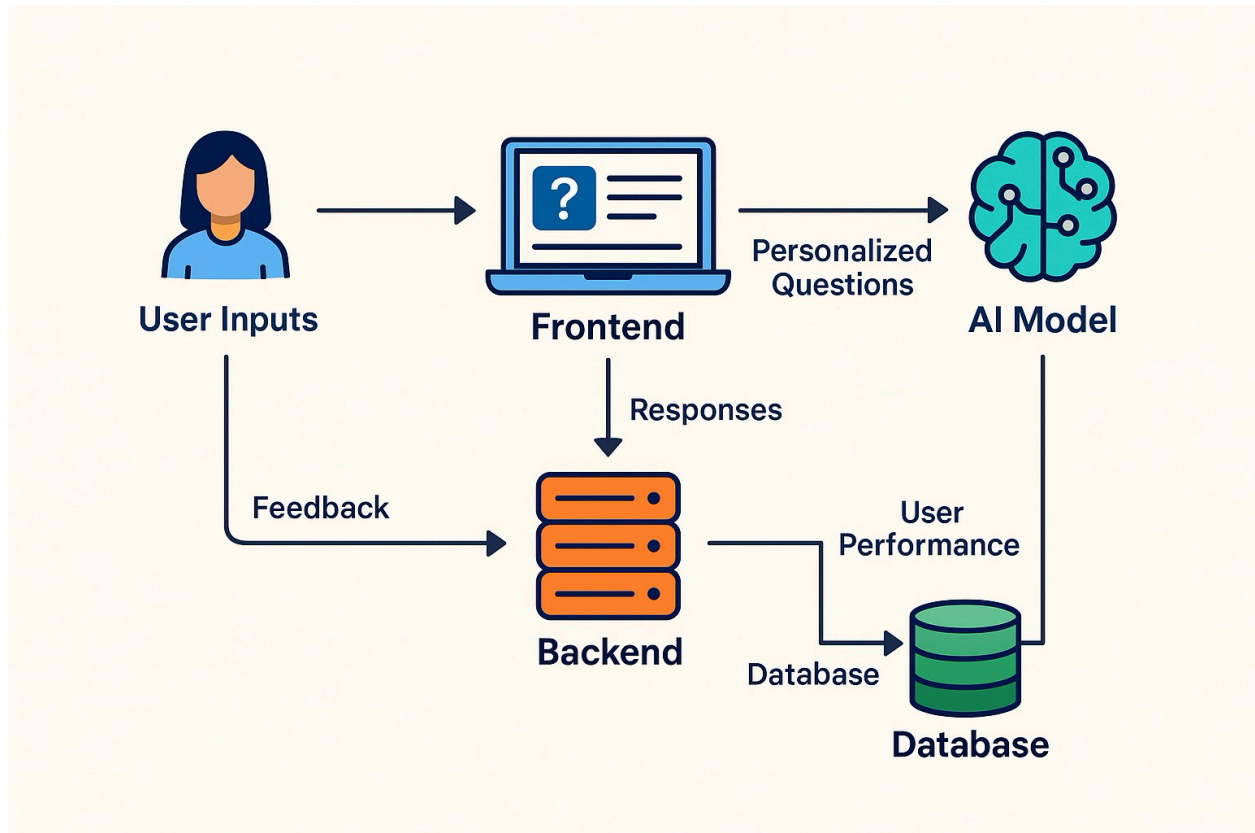 ?
User Inputs
Frontend
Personalized
Questions
AI Model
Responses
Feedback
User
Performance
Backend
Database
Database